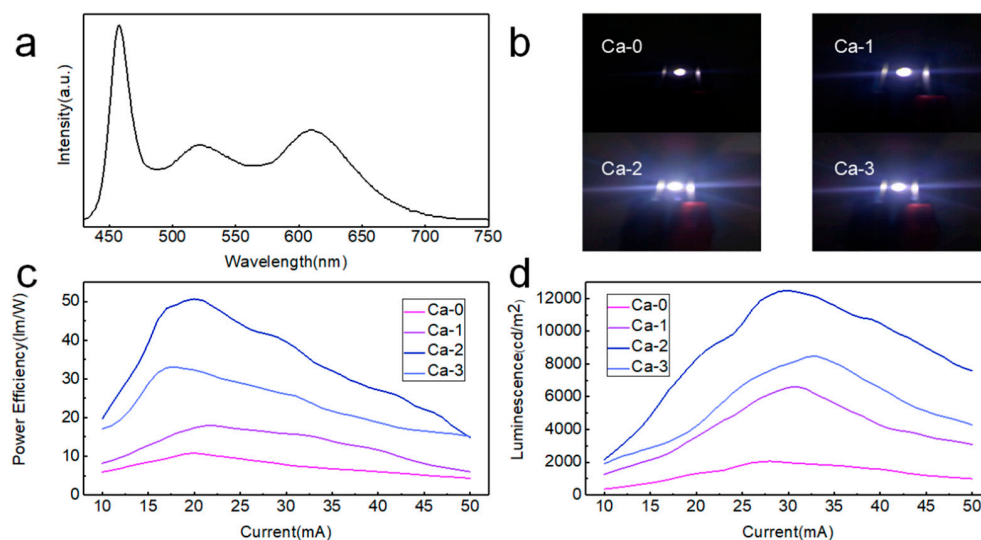 a
Intensity(a.u.)
450 500 550 600 650 700 750
Wavelength(nm)
b
Ca-0
Ca-1
Ca-2
Ca-3
c
Power Efficiency(lm/W)
50
40
30
20
10
0
Ca-0
Ca-1
Ca-2
Ca-3
10 15 20 25 30 35 40 45 50
Current(mA)
d
Luminescence(cd/m2)
12000
10000
8000
6000
4000
2000
0
Ca-0
Ca-1
Ca-2
Ca-3
10 15 20 25 30 35 40 45 50
Current(mA)